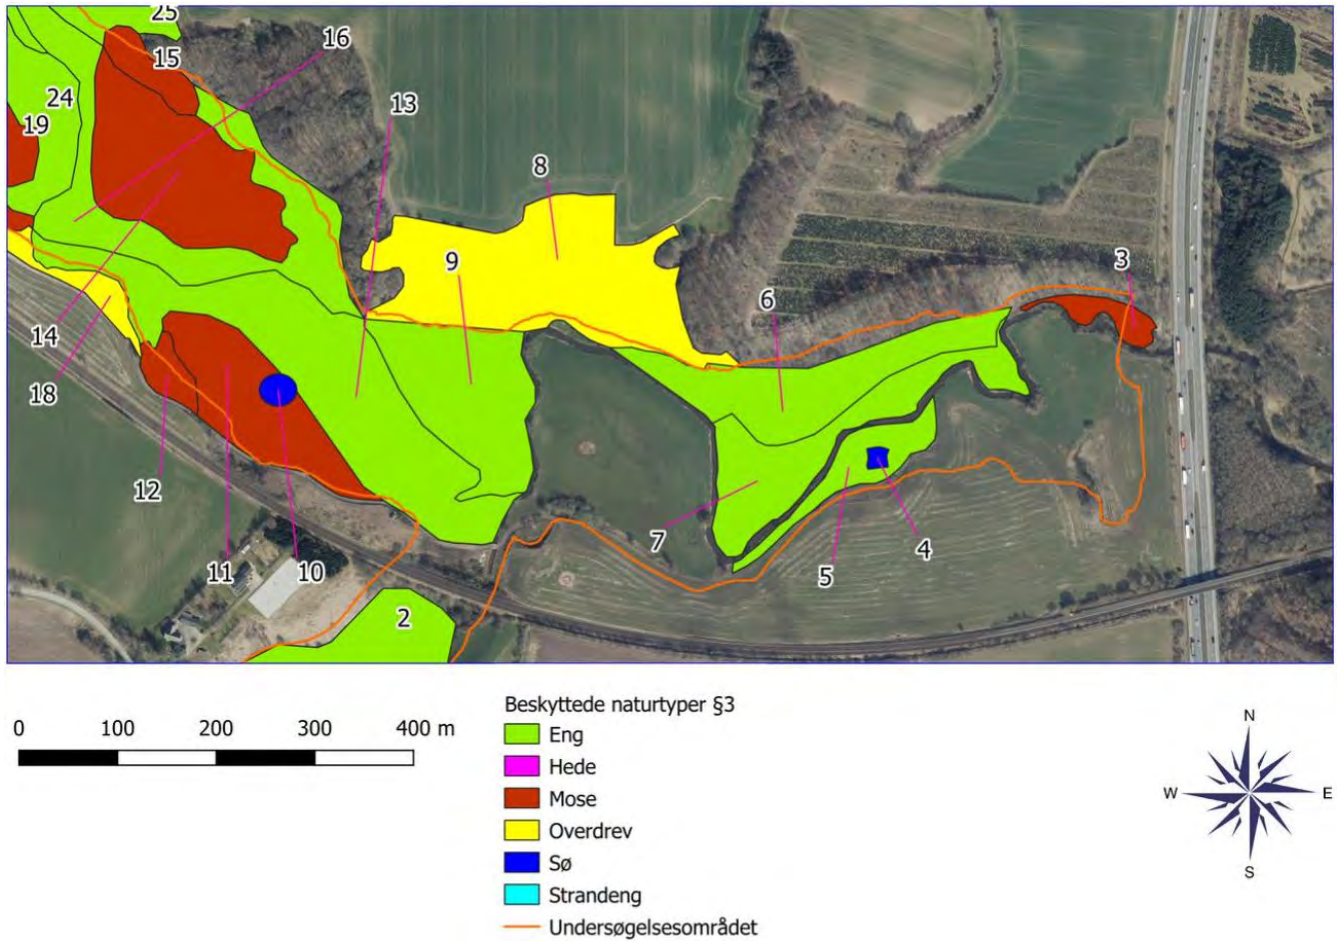 25
15
16
24
19
13
8
9
3
6
14
18
12
11
10
7
5
4
2
0 100 200 300 400 m
Beskyttede naturtyper §3
Eng
Hede
Mose
Overdrev
Sø
Strandeng
Undersøgelsesområdet
N
W E
S